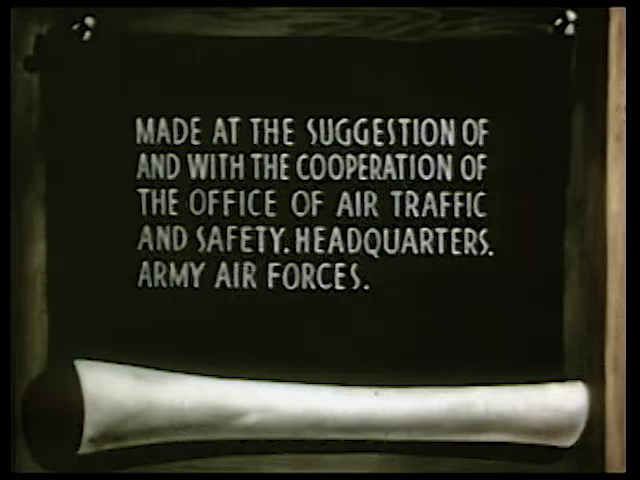 MADE AT THE SUGGESTION OF
AND WITH THE COOPERATION OF
THE OFFICE OF AIR TRAFFIC
AND SAFETY. HEADQUARTERS.
ARMY AIR FORCES.